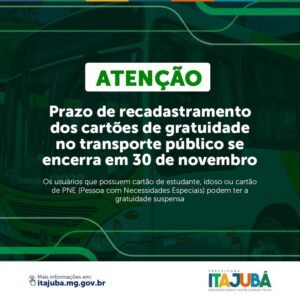 ATENÇÃO
Prazo de recadastramento
dos cartões de gratuidade
no transporte público se
encerra em 30 de novembro
Os usuários que possuem cartão de estudante, idoso ou cartão
de PNE (Pessoa com Necessidades Especiais) podem ter a
gratuidade suspensa
Mais informações em:
itajuba.mg.gov.br
PREFEITURA
ITAJUBÁ